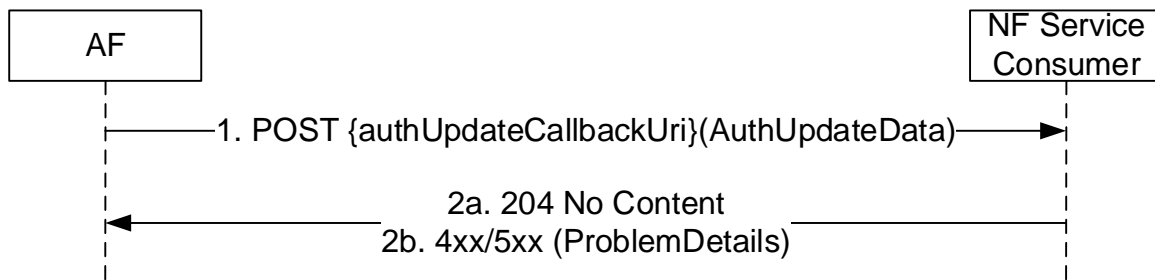 AF
NF Service
Consumer
1. POST {authUpdateCallbackUri}(AuthUpdateData)
2a. 204 No Content
2b. 4xx/5xx (ProblemDetails)